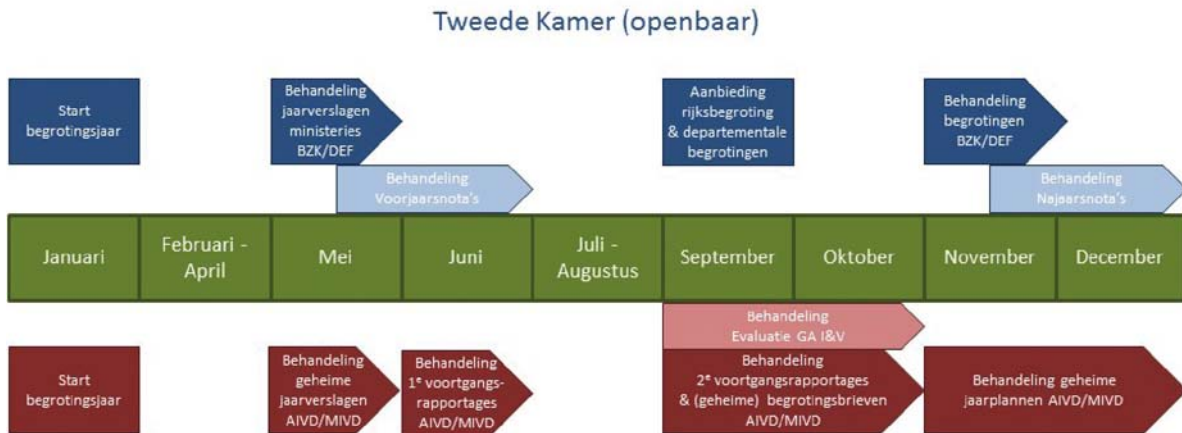 Tweede Kamer (openbaar)
Start
begrotingsjaar
Behandeling
jaarverslagen
ministeries
BZK/DEF
Aanbieding
rijksbegroting
& departementale
begrotingen
Behandeling
begrotingen
BZK/DEF
Behandeling
Voorjaarsnota's
Behandeling
Najaarsnota's
Januari
Februari -
April
Mei
Juni
Juli -
Augustus
September
Oktober
November
December
Behandeling
Evaluatie GA I&V
Start
begrotingsjaar
Behandeling
geheime
jaarverslagen
AIVD/MIVD
Behandeling
1e voortgangs-
rapportages
AIVD/MIVD
Behandeling
2e voortgangsrapportages
& (geheime) begrotingsbrieven
AIVD/MIVD
Behandeling geheime
jaarplannen AIVD/MIVD